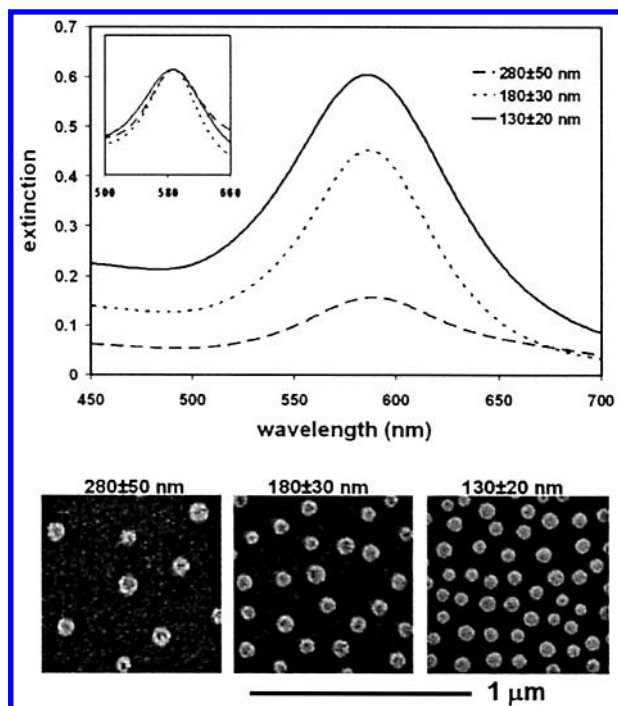 0.7
0.6
0.5
0.4
0.3
0.2
0.1
0
extinction
500 580 660
280±50 nm
180±30 nm
130±20 nm
450 500 550 600 650 700
wavelength (nm)
280±50 nm 180±30 nm 130±20 nm
1 μm